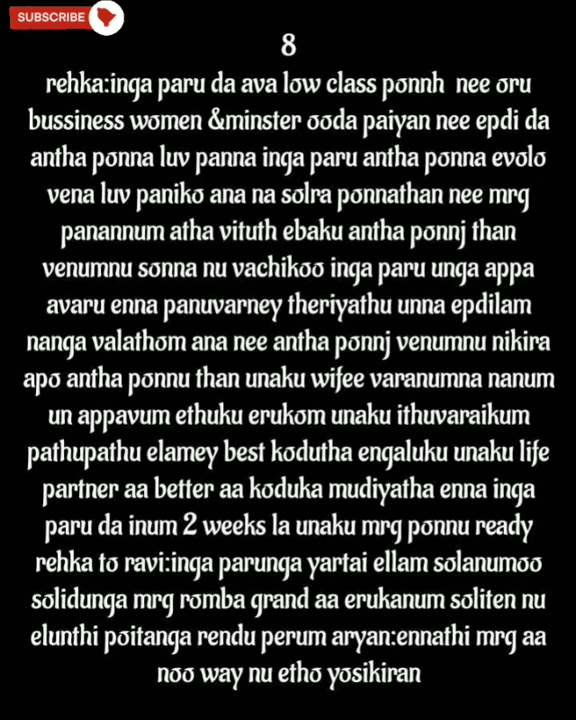 SUBSCRIBE
8
rehka:inga paru da ava low class ponnh nee oru
bussiness women &minster ooda paiyan nee epdi da
antha ponna luv panna inga paru antha ponna evolo
vena luv paniko ana na solra ponnathan nee mrg
panannum atha vituth ebaku antha ponnj than
venumnu sonna nu vachikoo inga paru unga appa
avaru enna panuvarney theriyathu unna epdilam
nanga valathom ana nee antha ponnj venumnu nikira
apo antha ponnu than unaku wifee varanumna nanum
un appavum ethuku erukom unaku ithuvaraikum
pathupathu elamey best kodutha engaluku unaku life
partner aa better aa koduka mudiyatha enna inga
paru da inum 2 weeks la unaku mrg ponnu ready
rehka to ravi:inga parunga yartai ellam solanumoo
solidunga mrg romba grand aa erukanum soliten nu
elunthi poitanga rendu perum aryan:ennathi mrg aa
noo way nu etho yosikiran